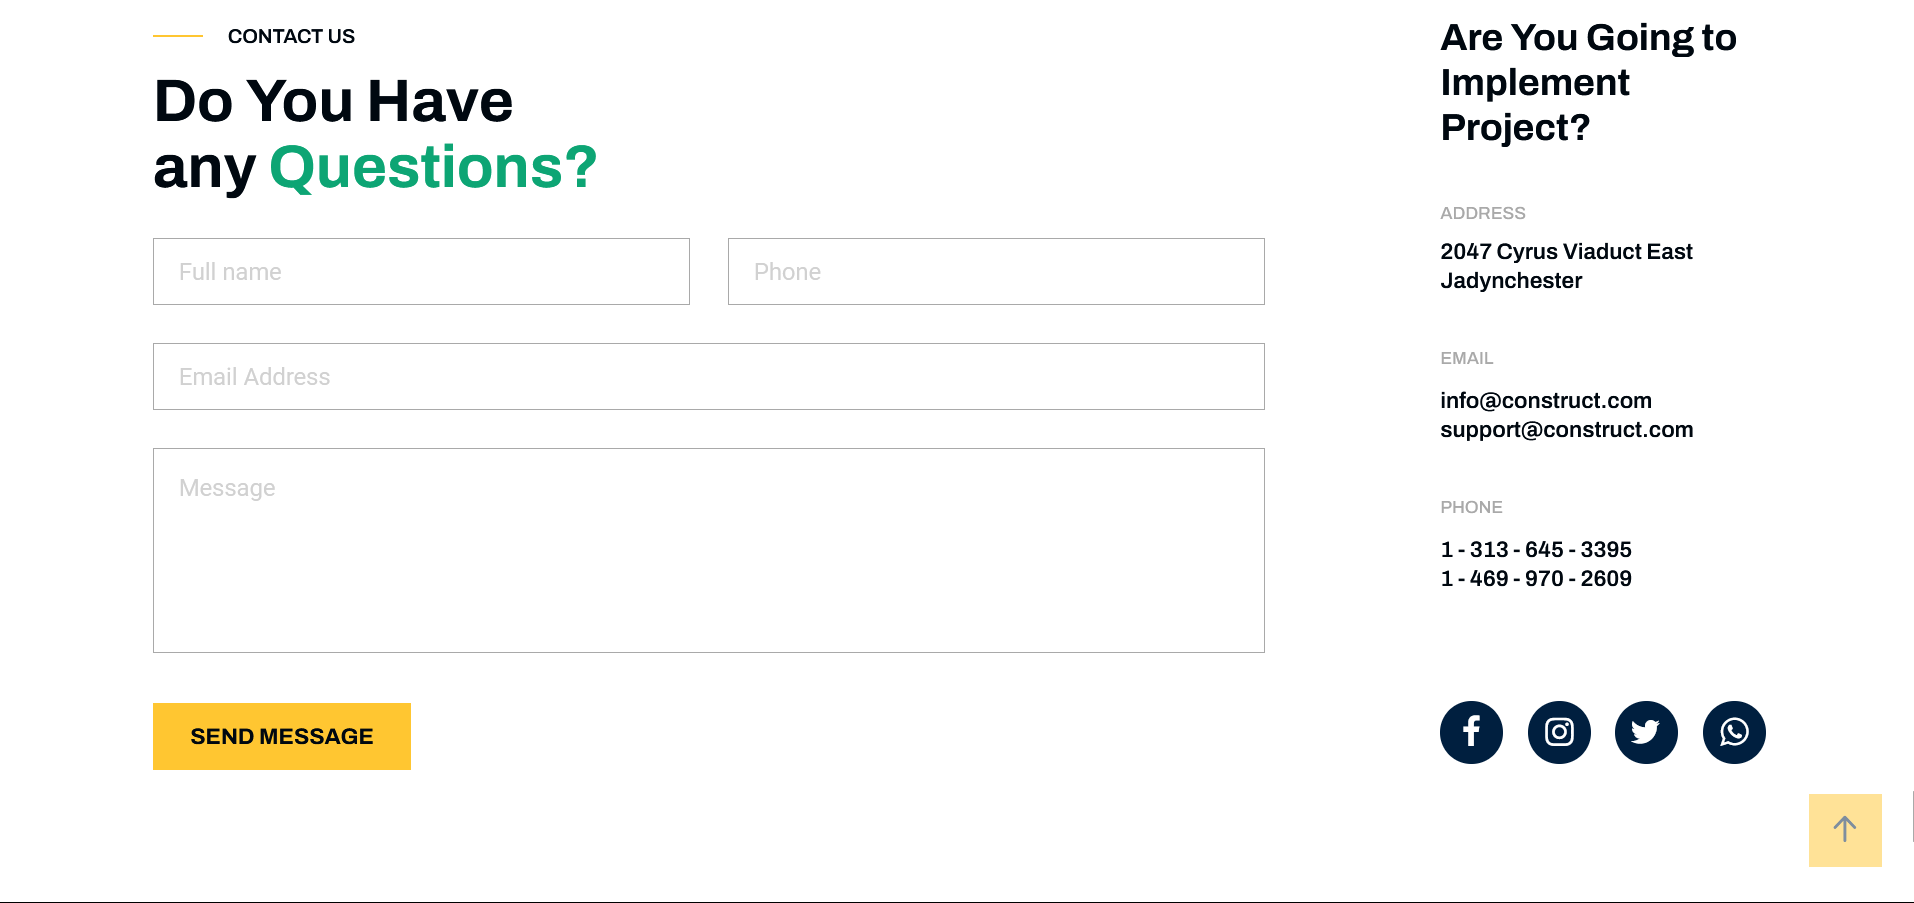 CONTACT US
Do You Have
any Questions?
Full name
Phone
Email Address
Message
SEND MESSAGE
Are You Going to
Implement
Project?
ADDRESS
2047 Cyrus Viaduct East
Jadynchester
EMAIL
info@construct.com
support@construct.com
PHONE
1 - 313 - 645 - 3395
1 - 469 - 970 - 2609